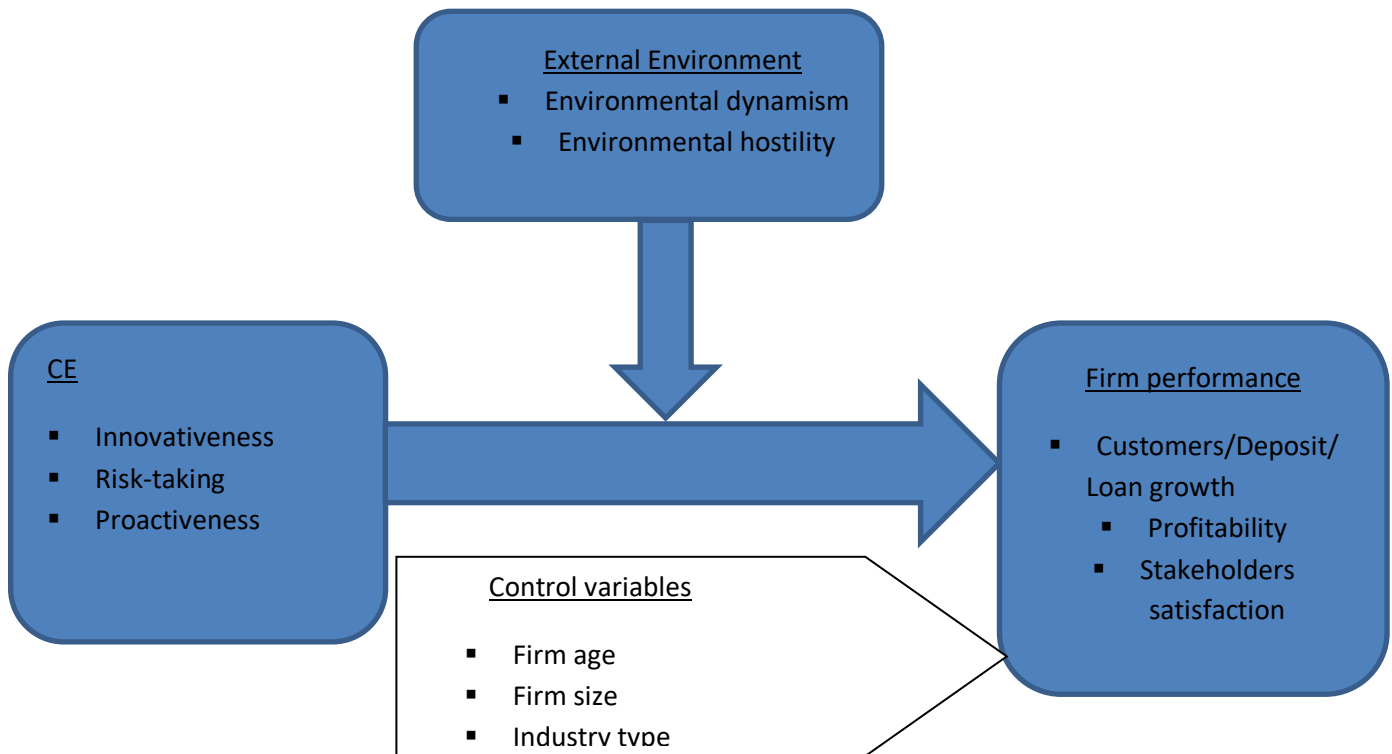 External Environment
▪ Environmental dynamism
▪ Environmental hostility
CE
▪ Innovativeness
▪ Risk-taking
▪ Proactiveness
Firm performance
▪ Customers/Deposit/
Loan growth
▪ Profitability
▪ Stakeholders
satisfaction
Control variables
▪ Firm age
▪ Firm size
▪ Industry type